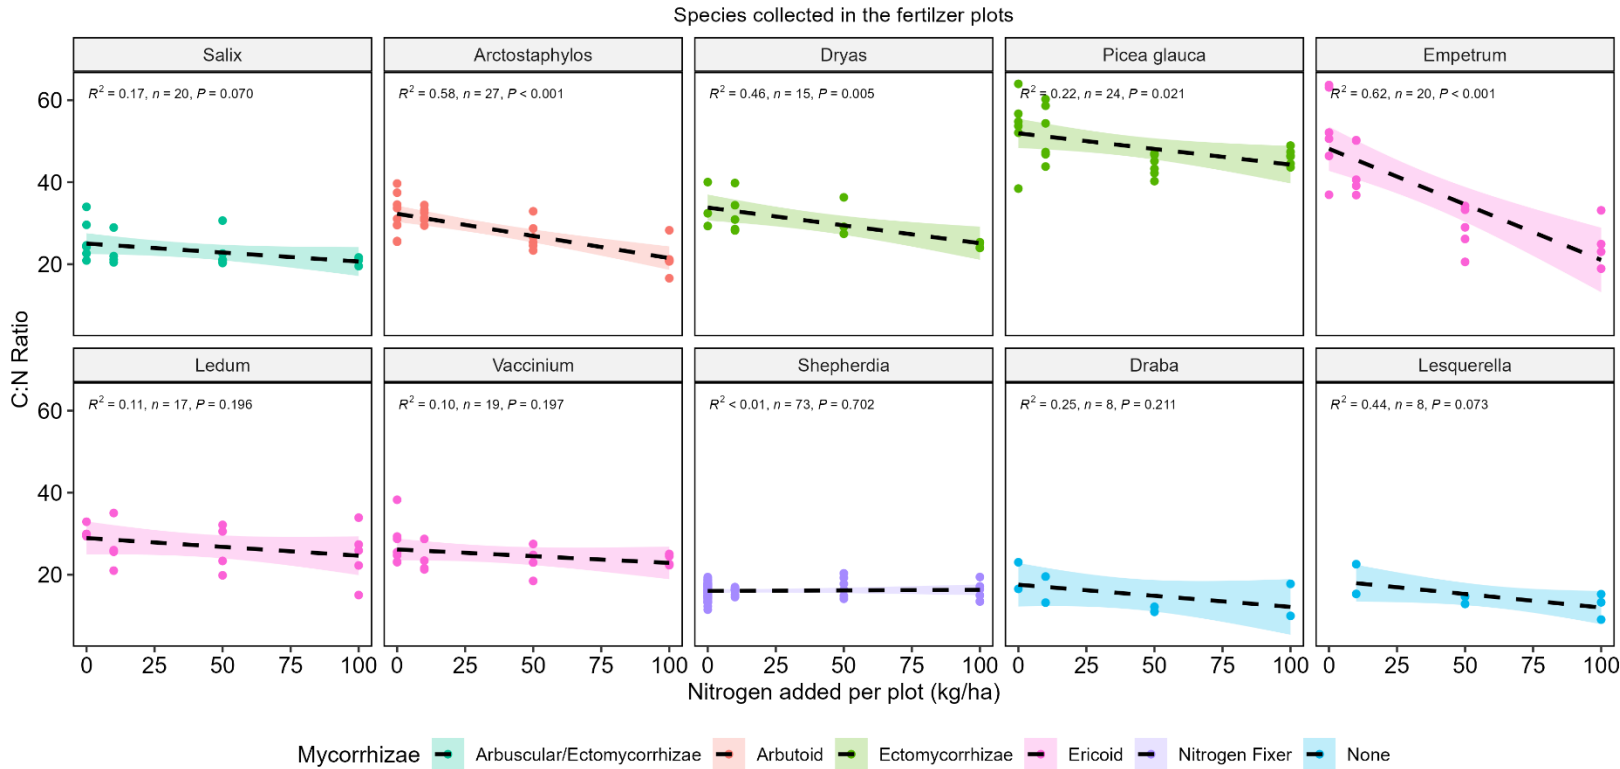 Species collected in the fertilzer plots
Salix
Arctostaphylos
Dryas
Picea glauca
Empetrum
R² = 0.17, n = 20, P = 0.070
R² = 0.58, n = 27, P < 0.001
R² = 0.46, n = 15, P = 0.005
R² = 0.22, n = 24, P = 0.021
R² = 0.62, n = 20, P < 0.001
60
40
20
C:N Ratio
Ledum
Vaccinium
Shepherdia
Draba
Lesquerella
R² = 0.11, n = 17, P = 0.196
R² = 0.10, n = 19, P = 0.197
R² < 0.01, n = 73, P = 0.702
R² = 0.25, n = 8, P = 0.211
R² = 0.44, n = 8, P = 0.073
60
40
20
0 25 50 75 100
0 25 50 75 100
0 25 50 75 100
0 25 50 75 100
0 25 50 75 100
Nitrogen added per plot (kg/ha)
Mycorrhizae Arbuscular/Ectomycorrhizae Arbutoid Ectomycorrhizae Ericoid Nitrogen Fixer None